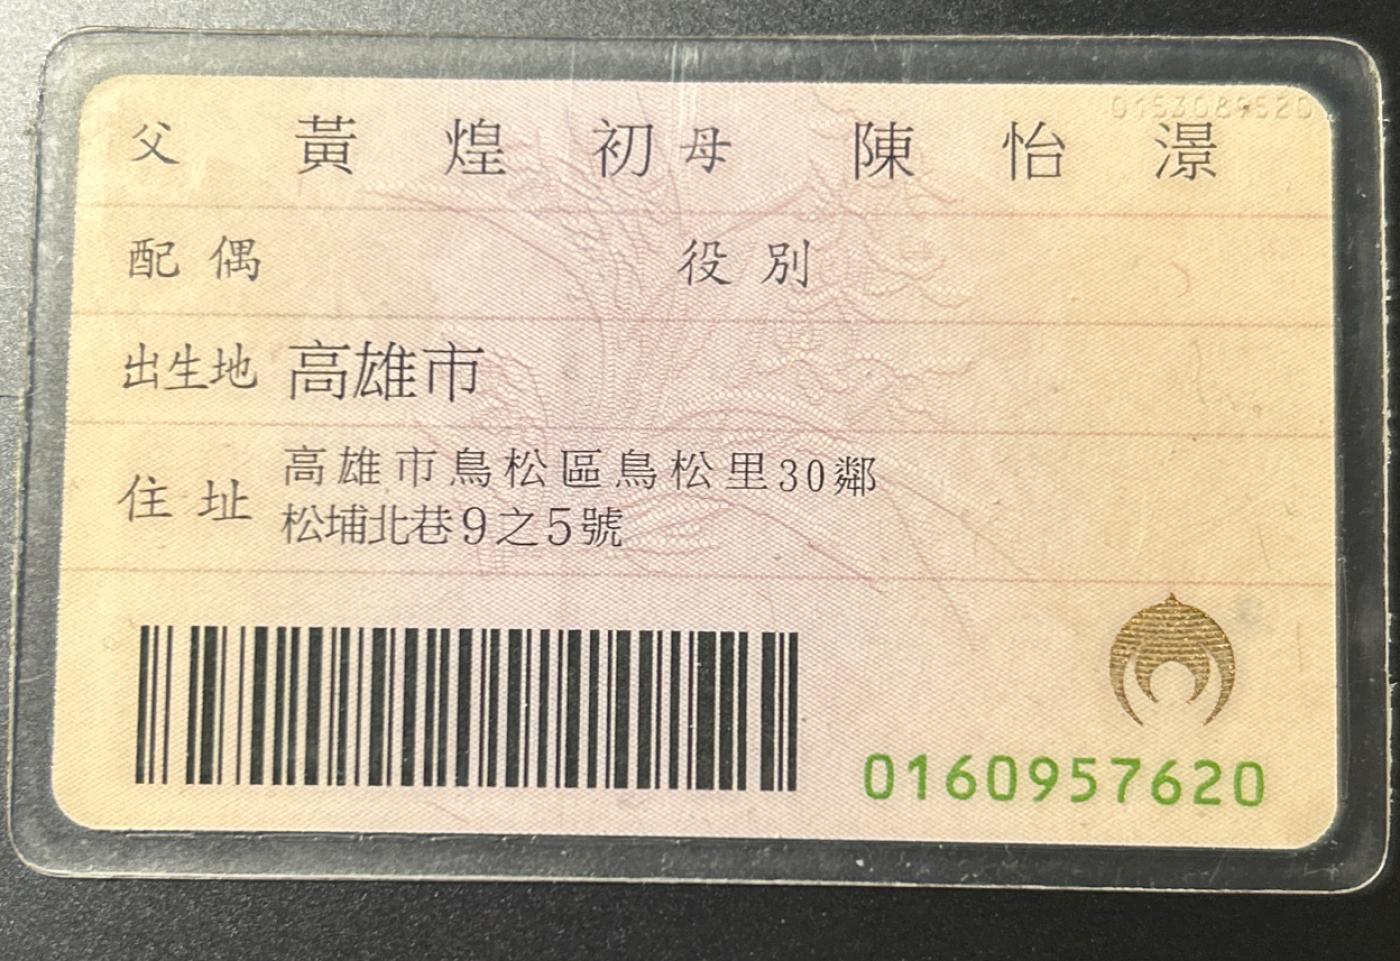 0153089520
父 黃煌初 母 陳怡澋
配偶 役別
出生地 高雄市
住址 高雄市鳥松區鳥松里30鄰
松埔北巷9之5號
0160957620